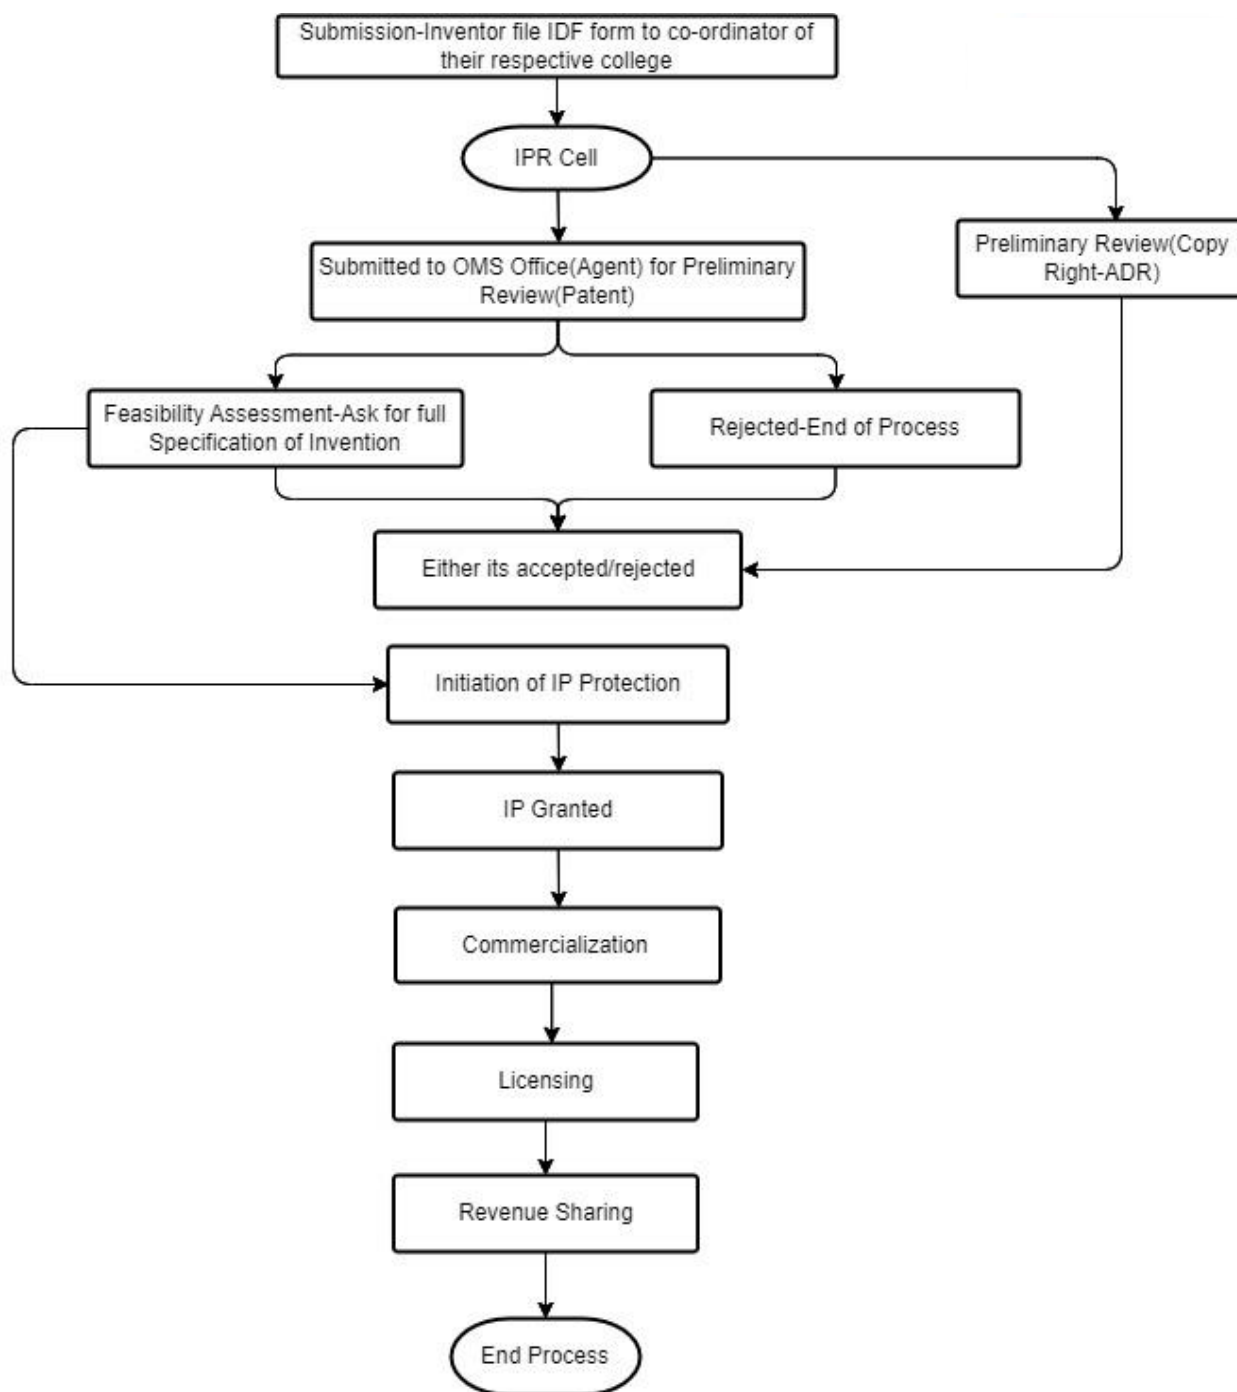 Submission-Inventor file IDF form to co-ordinator of
their respective college
IPR Cell
Preliminary Review(Copy
Right-ADR)
Submitted to OMS Office(Agent) for Preliminary
Review(Patent)
Feasibility Assessment-Ask for full
Specification of Invention
Rejected-End of Process
Either its accepted/rejected
Initiation of IP Protection
IP Granted
Commercialization
Licensing
Revenue Sharing
End Process